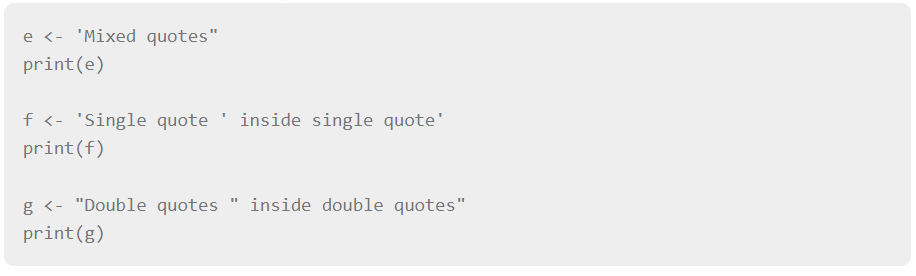 e <- 'Mixed quotes"
print(e)
f <- 'Single quote ' inside single quote'
print(f)
g <- "Double quotes " inside double quotes"
print(g)